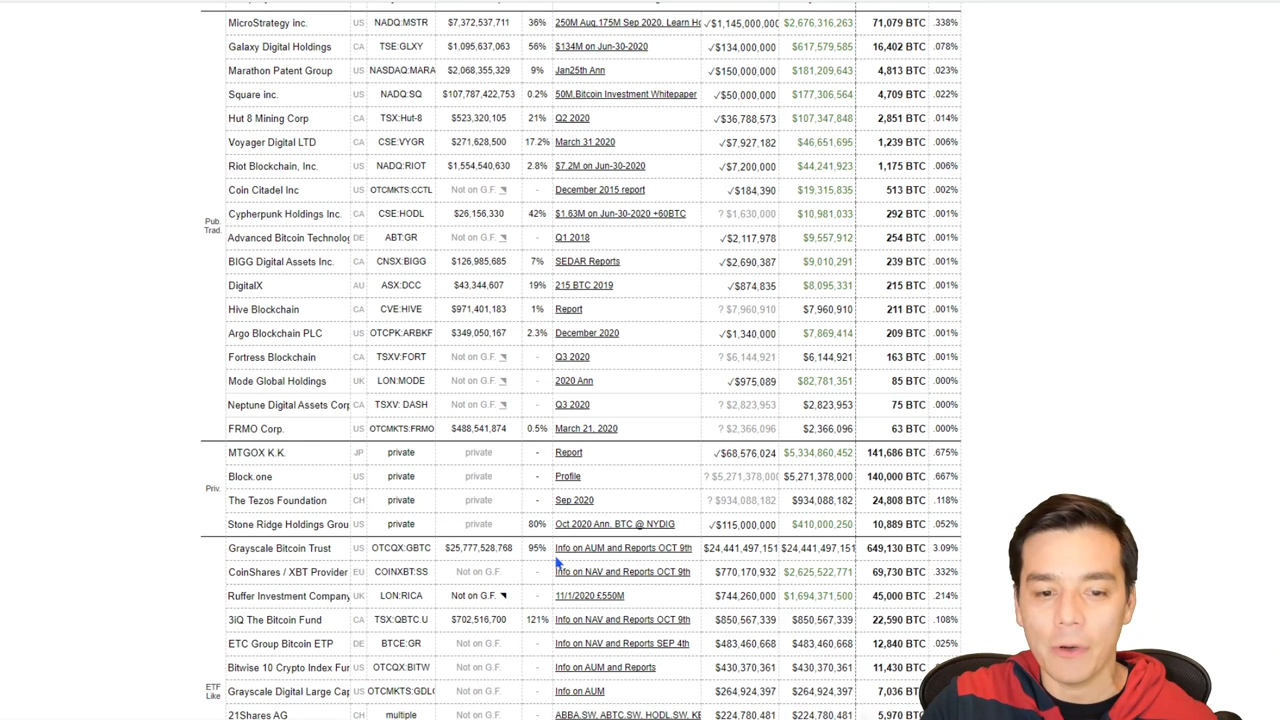 MicroStrategy inc. US NADQ:MSTR $7,372,537,711 36% 250M Aug,175M Sep 2020, Learn Ho ✓$1,145,000,000 $2,676,316,263 71,079 BTC .338%
Galaxy Digital Holdings CA TSE:GLXY $1,095,637,063 56% $134M on Jun-30-2020 ✓$134,000,000 $617,579,585 16,402 BTC .078%
Marathon Patent Group US NASDAQ:MARA $2,068,355,329 9% Jan25th Ann ✓$150,000,000 $181,209,643 4,813 BTC .023%
Square inc. US NADQ:SQ $107,787,422,753 0.2% 50M.Bitcoin Investment Whitepaper ✓$50,000,000 $177,306,564 4,709 BTC .022%
Hut 8 Mining Corp CA TSX:Hut-8 $523,320,105 21% Q2 2020 ✓$36,788,573 $107,347,848 2,851 BTC .014%
Voyager Digital LTD CA CSE:VYGR $271,628,500 17.2% March 31 2020 ✓$7,927,182 $46,651,695 1,239 BTC .006%
Riot Blockchain, Inc. US NADQ:RIOT $1,554,540,630 2.8% $7.2M on Jun-30-2020 ✓$7,200,000 $44,241,923 1,175 BTC .006%
Coin Citadel Inc US OTCMKTS:CCTL Not on G.F. - December 2015 report ✓$184,390 $19,315,835 513 BTC .002%
Cypherpunk Holdings Inc. CA CSE:HODL $26,156,330 42% $1.63M on Jun-30-2020 +60BTC ? $1,630,000 $10,981,033 292 BTC .001%
Pub. Trad.
Advanced Bitcoin Technolog DE ABT:GR Not on G.F. - Q1 2018 ✓$2,117,978 $9,557,912 254 BTC .001%
BIGG Digital Assets Inc. CA CNSX:BIGG $126,985,685 7% SEDAR Reports ✓$2,690,387 $9,010,291 239 BTC .001%
DigitalX AU ASX:DCC $43,344,607 19% 215 BTC 2019 ✓$874,835 $8,095,331 215 BTC .001%
Hive Blockchain CA CVE:HIVE $971,401,183 1% Report ? $7,960,910 $7,960,910 211 BTC .001%
Argo Blockchain PLC US OTCPK:ARBKF $349,050,167 2.3% December 2020 ✓$1,340,000 $7,869,414 209 BTC .001%
Fortress Blockchain CA TSXV:FORT Not on G.F. - Q3 2020 ? $6,144,921 $6,144,921 163 BTC .001%
Mode Global Holdings UK LON:MODE Not on G.F. - 2020 Ann ✓$975,089 $82,781,351 85 BTC .000%
Neptune Digital Assets Corp CA TSXV: DASH Not on G.F. - Q3 2020 ? $2,823,953 $2,823,953 75 BTC .000%
FRMO Corp. US OTCMKTS:FRMO $488,541,874 0.5% March 21, 2020 ? $2,366,096 $2,366,096 63 BTC .000%
MTGOX K.K. JP private private - Report ✓$68,576,024 $5,334,860,452 141,686 BTC .675%
Block.one US private private - Profile ? $5,271,378,000 $5,271,378,000 140,000 BTC .667%
Priv.
The Tezos Foundation CH private private - Sep 2020 ? $934,088,182 $934,088,182 24,808 BTC .118%
Stone Ridge Holdings Grou US private private 80% Oct 2020 Ann. BTC @ NYDIG ✓$115,000,000 $410,000,250 10,889 BTC .052%
Grayscale Bitcoin Trust US OTCQX:GBTC $25,777,528,768 95% Info on AUM and Reports OCT 9th $24,441,497,151 $24,441,497,151 649,130 BTC 3.09%
CoinShares / XBT Provider EU COINXBT:SS Not on G.F. - Info on NAV and Reports OCT 9th $770,170,932 $2,625,522,771 69,730 BTC .332%
Ruffer Investment Company UK LON:RICA Not on G.F. - 11/1/2020 £550M $744,260,000 $1,694,371,500 45,000 BTC .214%
3iQ The Bitcoin Fund CA TSX:QBTC.U $702,516,700 121% Info on NAV and Reports OCT 9th $850,567,339 $850,567,339 22,590 BTC .108%
ETC Group Bitcoin ETP DE BTCE:GR Not on G.F. - Info on NAV and Reports SEP 4th $483,460,668 $483,460,668 12,840 BTC .025%
Bitwise 10 Crypto Index Fun US OTCQX:BITW Not on G.F. - Info on AUM and Reports $430,370,361 $430,370,361 11,430 BTC
ETF Like
Grayscale Digital Large Cap US OTCMKTS:GDLC Not on G.F. - Info on AUM $264,924,397 $264,924,397 7,036 BTC
21Shares AG CH multiple Not on G.F. - ABBA.SW, ABTC.SW, HODL.SW, KE $224,780,481 $224,780,481 5,970 BTC